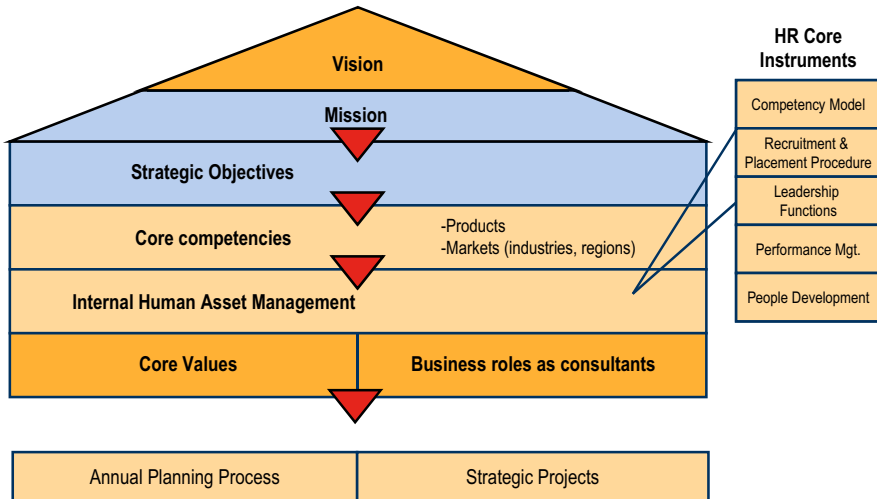 Vision
Mission
Strategic Objectives
Core competencies
-Products
-Markets (industries, regions)
Internal Human Asset Management
Core Values
Business roles as consultants
Annual Planning Process
Strategic Projects
HR Core
Instruments
Competency Model
Recruitment &
Placement Procedure
Leadership
Functions
Performance Mgt.
People Development